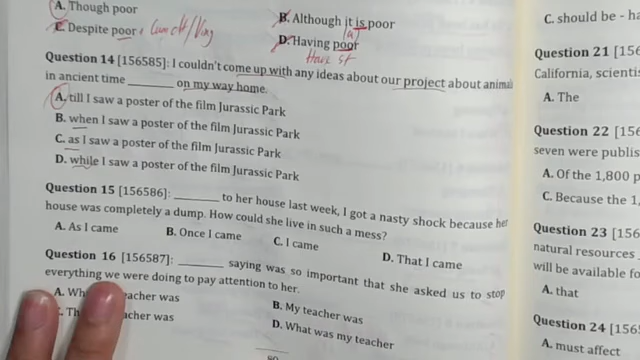 A. Though poor
B. Although it is poor
C. Despite poor
D. Having poor
Have st
Question 14 [156585]: I couldn't come up with any ideas about our project about animal
in ancient time ________ on my way home.
A. till I saw a poster of the film Jurassic Park
B. when I saw a poster of the film Jurassic Park
C. as I saw a poster of the film Jurassic Park
D. while I saw a poster of the film Jurassic Park
Question 15 [156586]: ________ to her house last week, I got a nasty shock because her
house was completely a dump. How could she live in such a mess?
A. As I came
B. Once I came
C. I came
D. That I came
Question 16 [156587]: ________ saying was so important that she asked us to stop
everything we were doing to pay attention to her.
A. teacher was
B. My teacher was
teacher was
D. What was my teacher
C. should be - ha
Question 21 [156
California, scientis
A. The
Question 22 [156
seven were publis
A. Of the 1,800 p
C. Because the 1,
Question 23 [156
natural resources
will be available fo
A. that
Question 24 [156
A. must affect